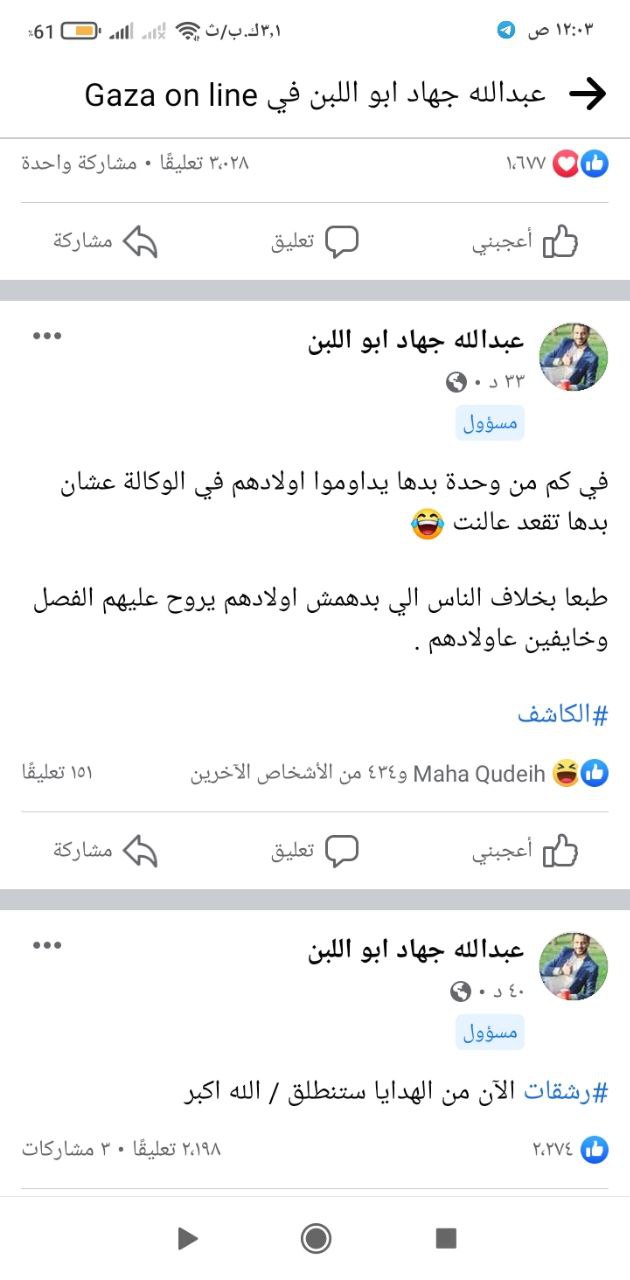 ١٢:٠٣ ص
٣,١ك.ب/ث
61٪
عبدالله جهاد ابو اللبن في Gaza on line
١،٦٧٧
٣،٠٢٨ تعليقًا • مشاركة واحدة
أعجبني
تعليق
مشاركة
عبدالله جهاد ابو اللبن
٣٣ د •
مسؤول
في كم من وحدة بدها يداوموا اولادهم في الوكالة عشان
بدها تقعد عالنت 😂
طبعا بخلاف الناس الي بدهمش اولادهم يروح عليهم الفصل
وخايفين عاولادهم .
#الكاشف
Maha Qudeih و٤٣٤ من الأشخاص الآخرين
١٥١ تعليقًا
أعجبني
تعليق
مشاركة
عبدالله جهاد ابو اللبن
٤٠ د •
مسؤول
#رشقات الآن من الهدايا ستنطلق / الله اكبر
٢،٢٧٤
٢،١٩٨ تعليقًا • ٣ مشاركات